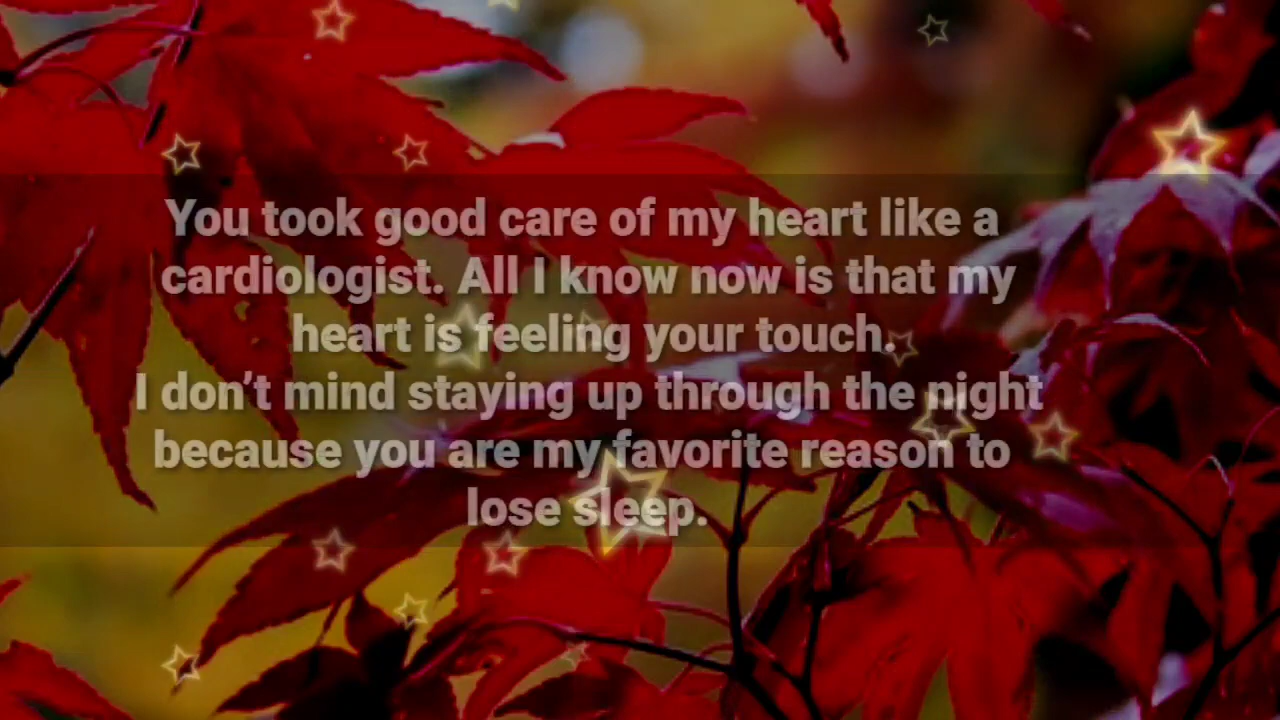 You took good care of my heart like a
cardiologist. All I know now is that my
heart is feeling your touch.
I don’t mind staying up through the night
because you are my favorite reason to
lose sleep.